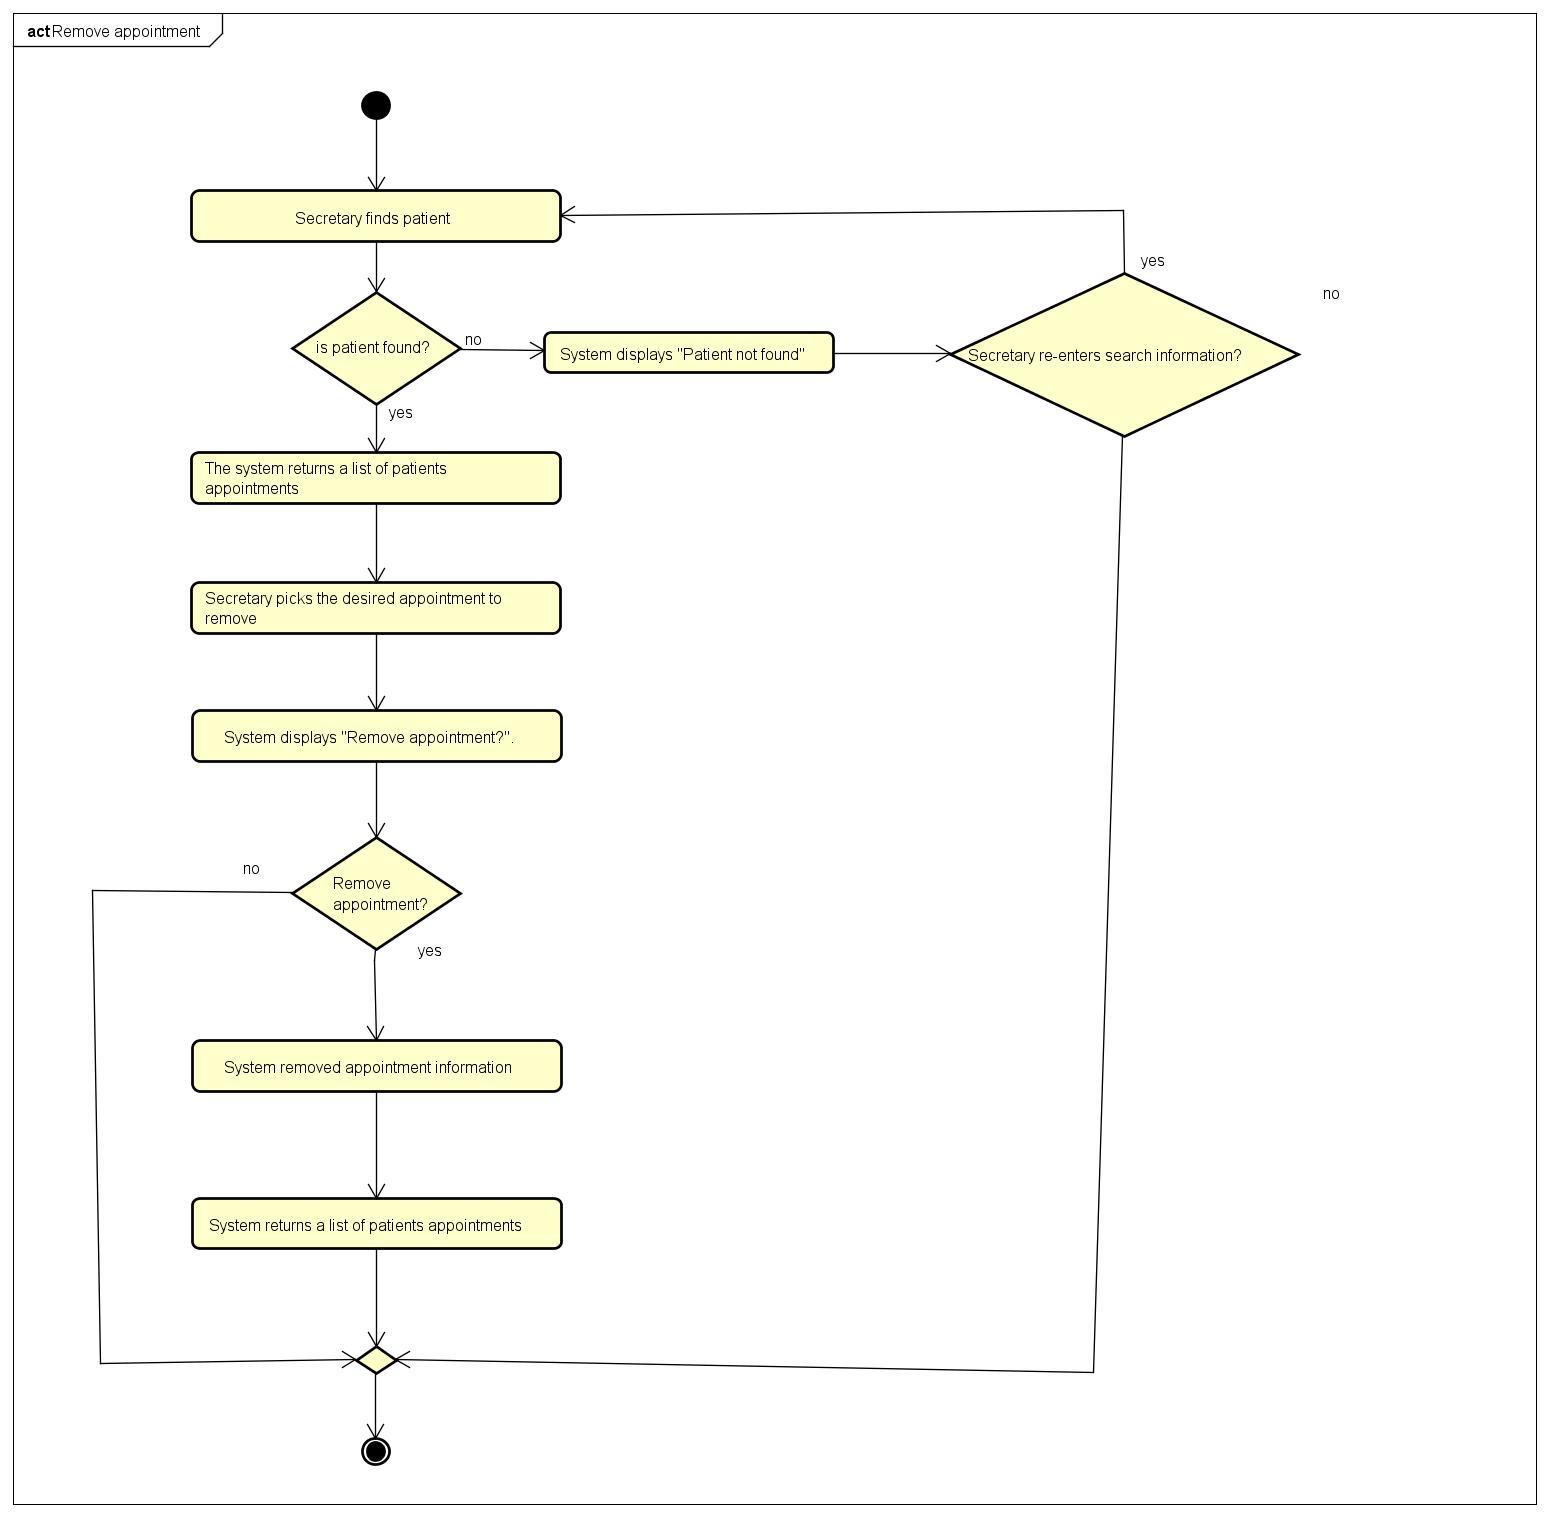 act Remove appointment
Secretary finds patient
yes
no
is patient found?
no
System displays "Patient not found"
Secretary re-enters search information?
yes
The system returns a list of patients
appointments
Secretary picks the desired appointment to
remove
System displays "Remove appointment?".
no
Remove
appointment?
yes
System removed appointment information
System returns a list of patients appointments